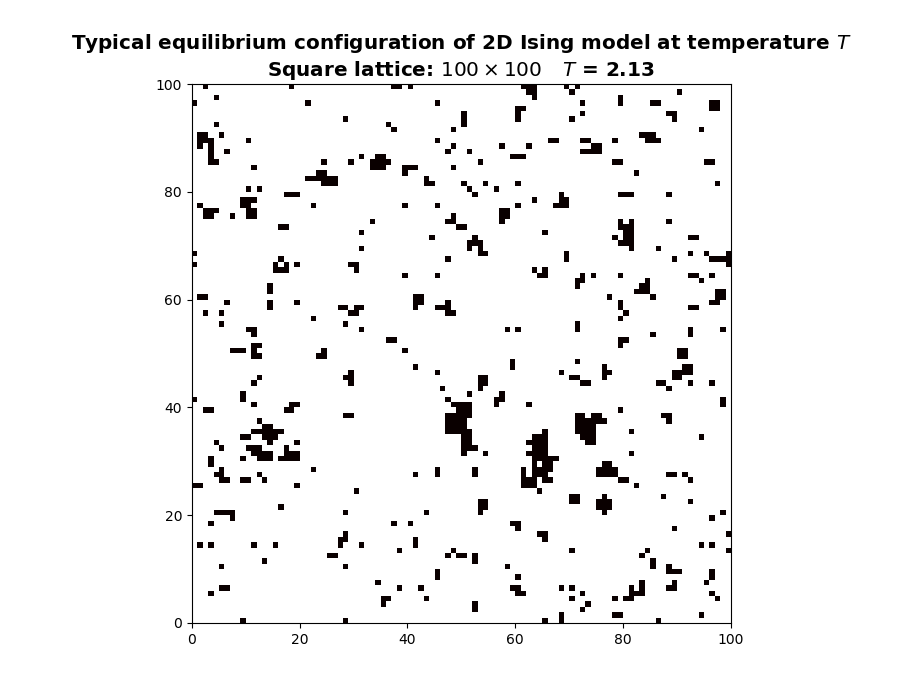 Typical equilibrium configuration of 2D Ising model at temperature T
Square lattice: 100 × 100 T = 2.13
100
80
60
40
20
0
0 20 40 60 80 100